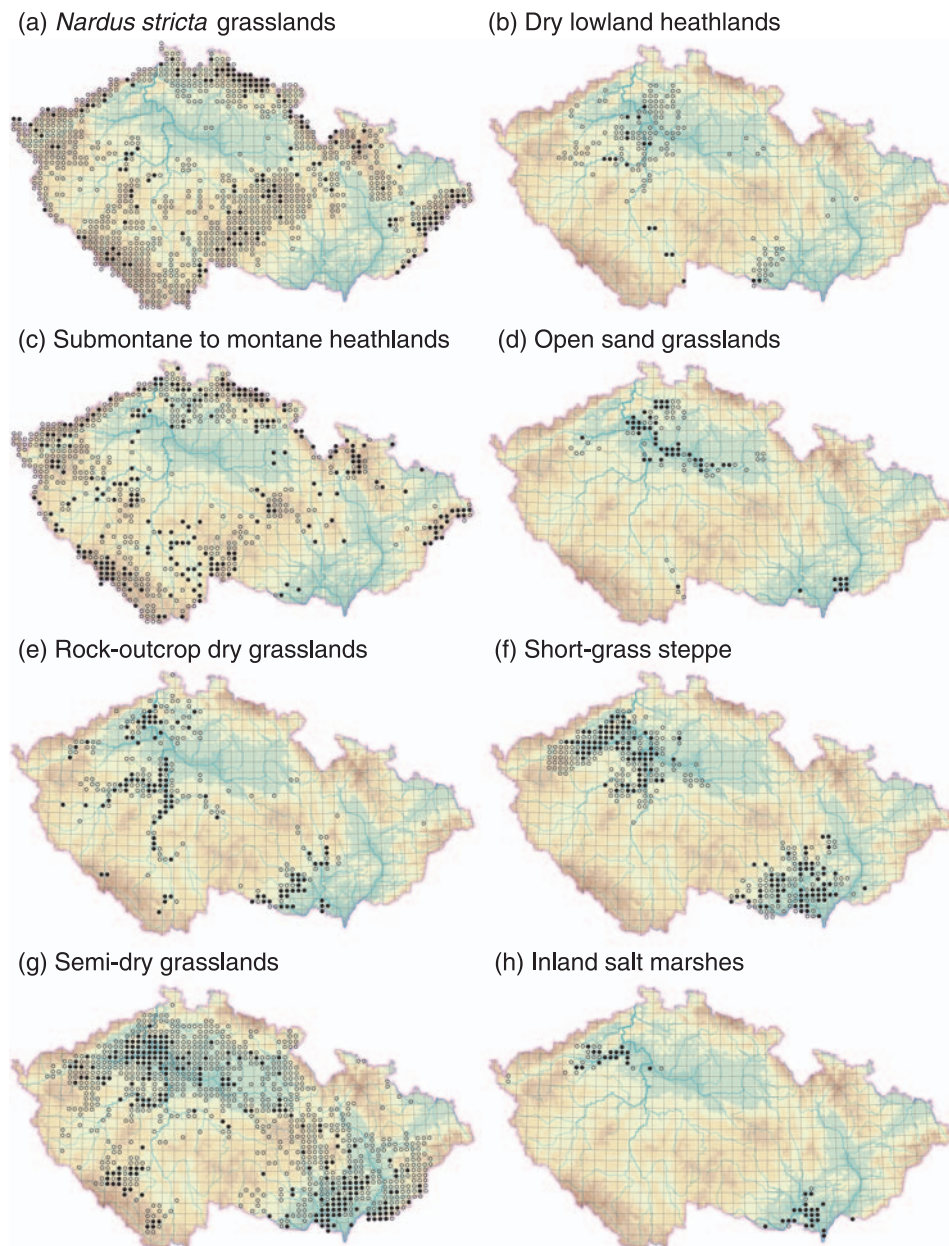 (a) Nardus stricta grasslands
(b) Dry lowland heathlands
(c) Submontane to montane heathlands
(d) Open sand grasslands
(e) Rock-outcrop dry grasslands
(f) Short-grass steppe
(g) Semi-dry grasslands
(h) Inland salt marshes